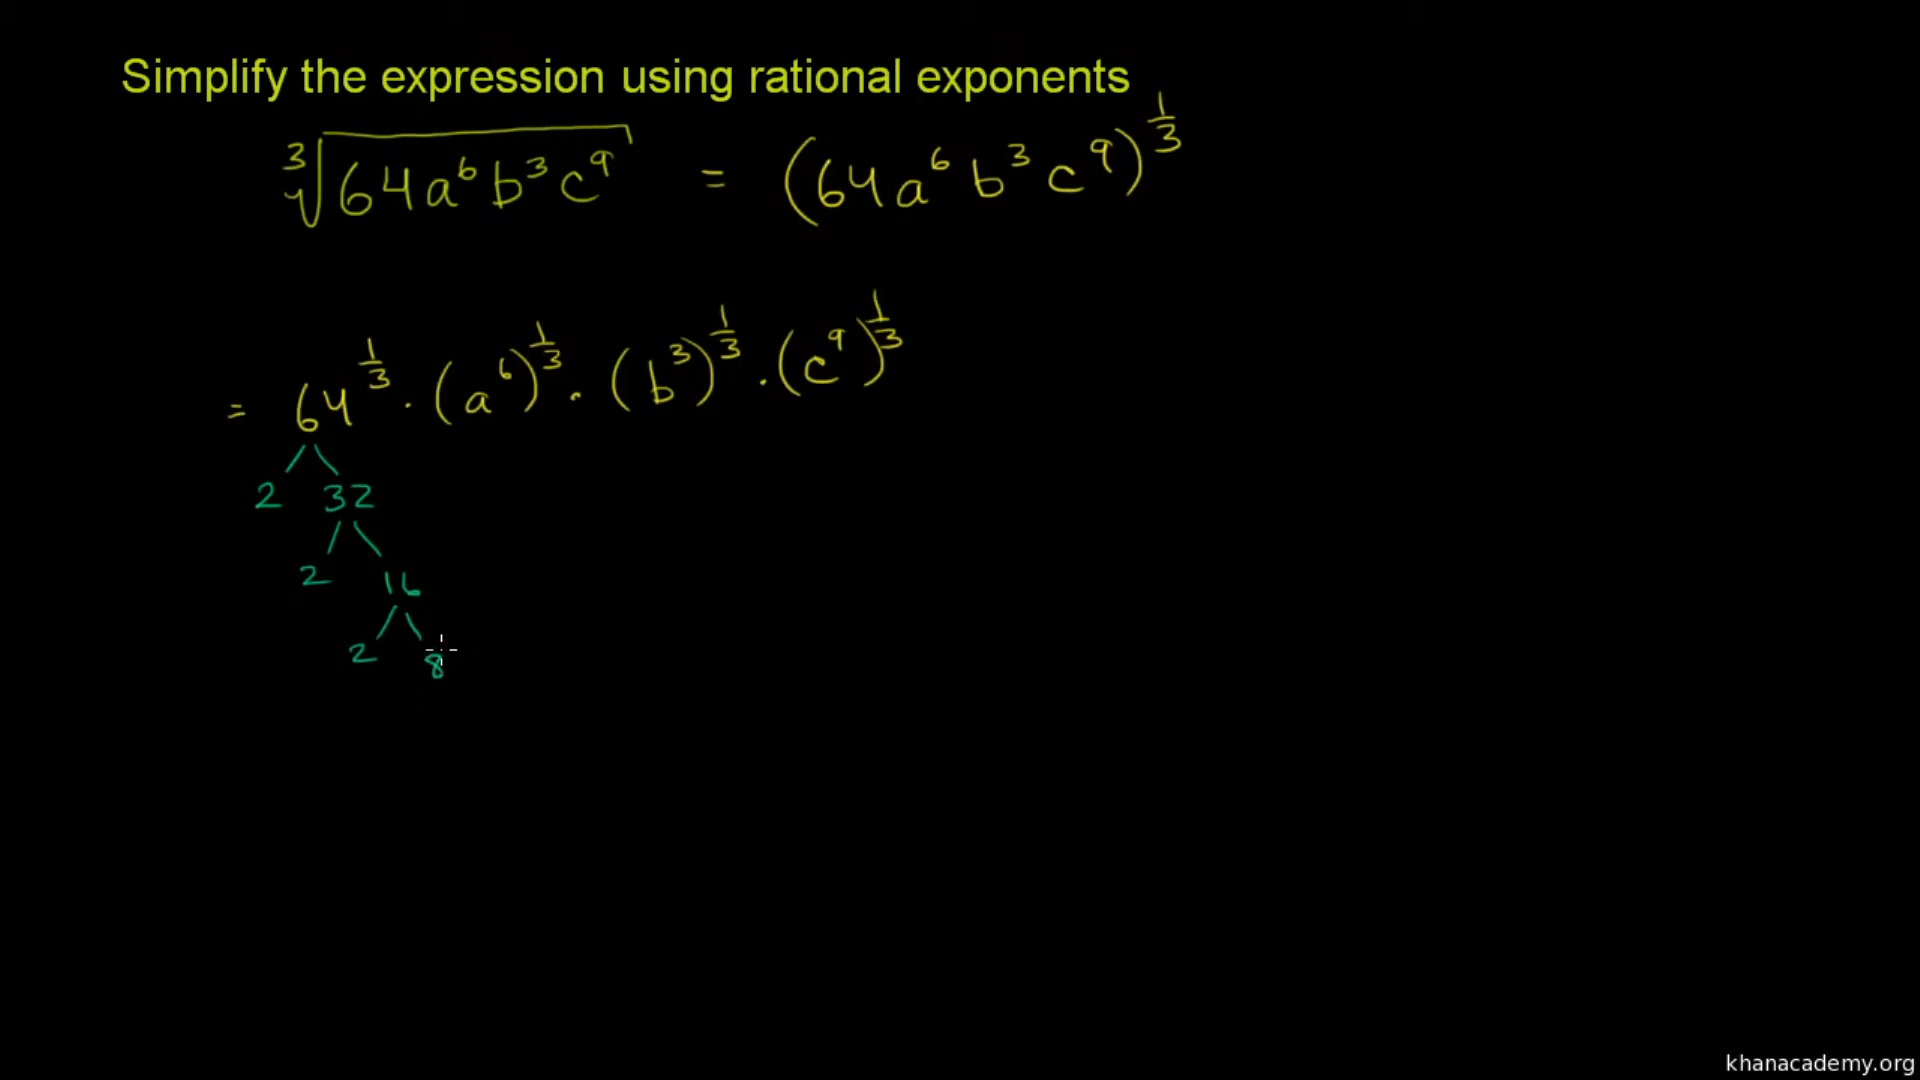 Simplify the expression using rational exponents
∛(64a⁶b³c⁹) = (64a⁶b³c⁹)^(1/3)
= 64^(1/3) · (a⁶)^(1/3) · (b³)^(1/3) · (c⁹)^(1/3)
2 32
2 16
2 8
khanacademy.org